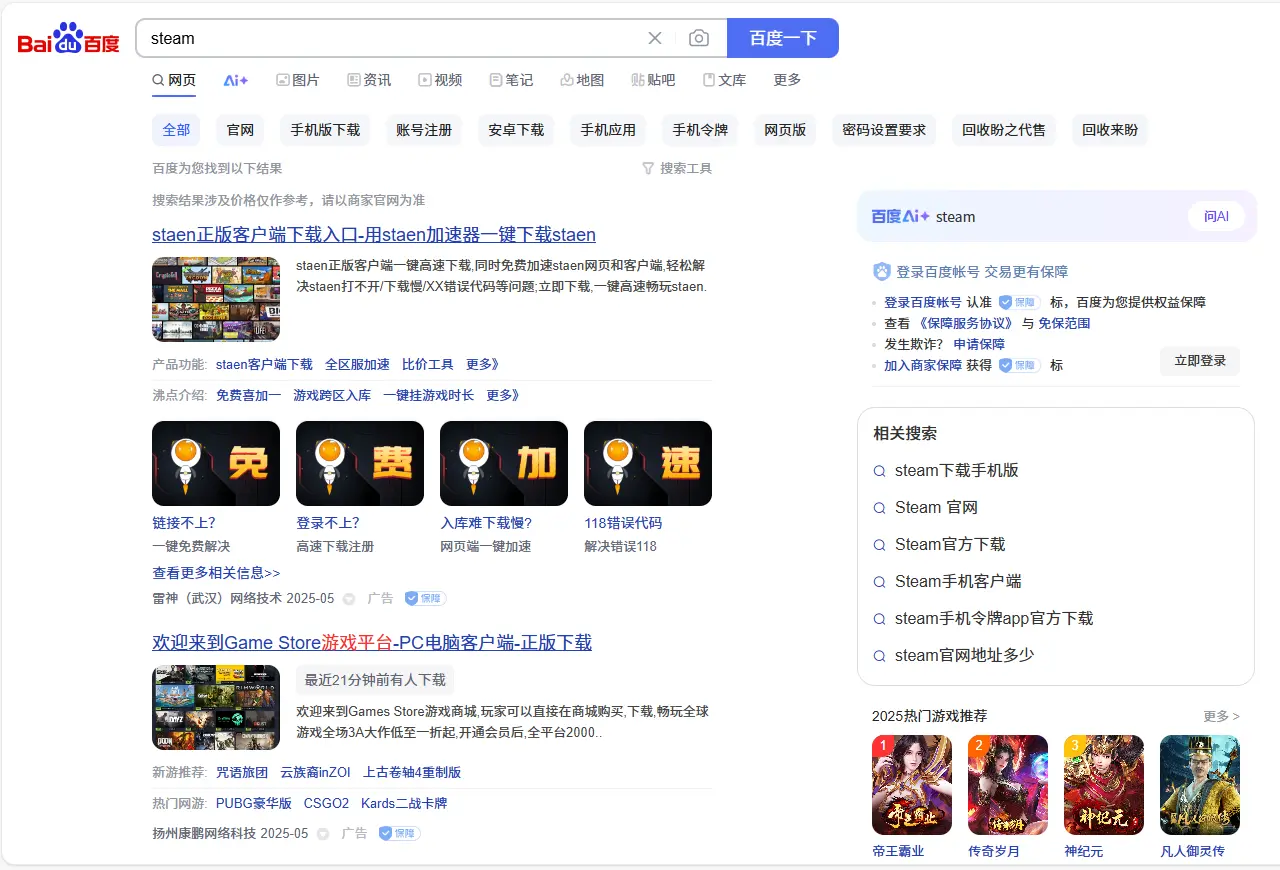 Baidu百度
steam
百度一下
网页 Ai+ 图片 资讯 视频 笔记 地图 贴吧 文库 更多
全部 官网 手机版下载 账号注册 安卓下载 手机应用 手机令牌 网页版 密码设置要求 回收盼之代售 回收来盼
百度为您找到以下结果 搜索工具
搜索结果涉及价格仅作参考，请以商家官网为准
staen正版客户端下载入口-用staen加速器一键下载staen
staen正版客户端一键高速下载,同时免费加速staen网页和客户端,轻松解
决staen打不开/下载慢/XX错误代码等问题;立即下载,一键高速畅玩staen.
产品功能: staen客户端下载 全区服加速 比价工具 更多》
沸点介绍: 免费喜加一 游戏跨区入库 一键挂游戏时长 更多》
免 费 加 速
链接不上? 登录不上? 入库难下载慢? 118错误代码
一键免费解决 高速下载注册 网页端一键加速 解决错误118
查看更多相关信息>>
雷神（武汉）网络技术 2025-05 广告 保障
欢迎来到Game Store游戏平台-PC电脑客户端-正版下载
最近21分钟前有人下载
欢迎来到Games Store游戏商城,玩家可以直接在商城购买,下载,畅玩全球
游戏全场3A大作低至一折起,开通会员后,全平台2000..
新游推荐: 咒语旅团 云族裔inZOI 上古卷轴4重制版
热门网游: PUBG豪华版 CSGO2 Kards二战卡牌
扬州康鹏网络科技 2025-05 广告 保障
百度Ai+ steam 问AI
登录百度帐号 交易更有保障
登录百度帐号 认准 保障 标，百度为您提供权益保障
查看 《保障服务协议》 与 免保范围
发生欺诈? 申请保障
加入商家保障 获得 保障 标
立即登录
相关搜索
steam下载手机版
Steam 官网
Steam官方下载
Steam手机客户端
steam手机令牌app官方下载
steam官网地址多少
2025热门游戏推荐 更多 >
1 2 3
帝王霸业 传奇岁月 神纪元
帝王霸业 传奇岁月 神纪元 凡人御灵传